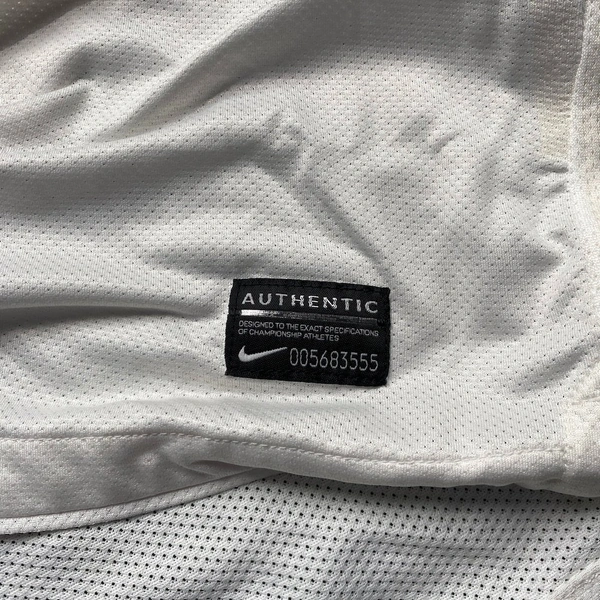 AUTHENTIC
DESIGNED TO THE EXACT SPECIFICATIONS
OF CHAMPIONSHIP ATHLETES
005683555